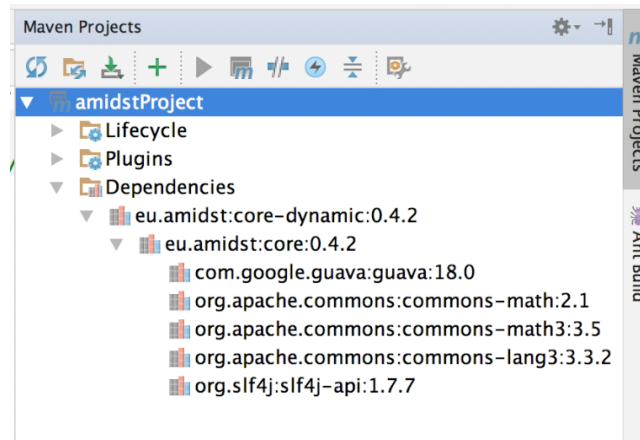 Maven Projects
amidstProject
Lifecycle
Plugins
Dependencies
eu.amidst:core-dynamic:0.4.2
eu.amidst:core:0.4.2
com.google.guava:guava:18.0
org.apache.commons:commons-math:2.1
org.apache.commons:commons-math3:3.5
org.apache.commons:commons-lang3:3.3.2
org.slf4j:slf4j-api:1.7.7
Maven Projects
Ant Build